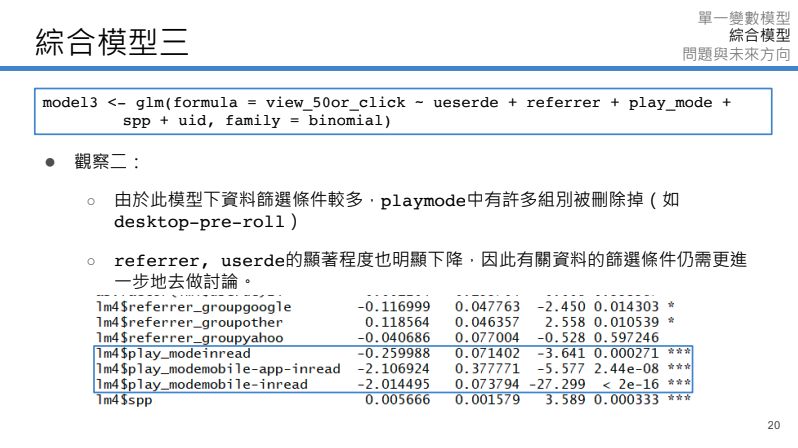 單一變數模型
綜合模型
問題與未來方向
綜合模型三
model3 <- glm(formula = view_50or_click ~ ueserde + referrer + play_mode +
spp + uid, family = binomial)
● 觀察二：
○ 由於此模型下資料篩選條件較多，playmode中有許多組別被刪除掉（如
desktop-pre-roll）
○ referrer, userde的顯著程度也明顯下降，因此有關資料的篩選條件仍需更進
一步地去做討論。
lm4$referrer_groupgoogle -0.116999 0.047763 -2.450 0.014303 *
lm4$referrer_groupother 0.118564 0.046357 2.558 0.010539 *
lm4$referrer_groupyahoo -0.040686 0.077004 -0.528 0.597246
lm4$play_modeinread -0.259988 0.071402 -3.641 0.000271 ***
lm4$play_modemobile-app-inread -2.106924 0.377771 -5.577 2.44e-08 ***
lm4$play_modemobile-inread -2.014495 0.073794 -27.299 < 2e-16 ***
lm4$spp 0.005666 0.001579 3.589 0.000333 ***
20